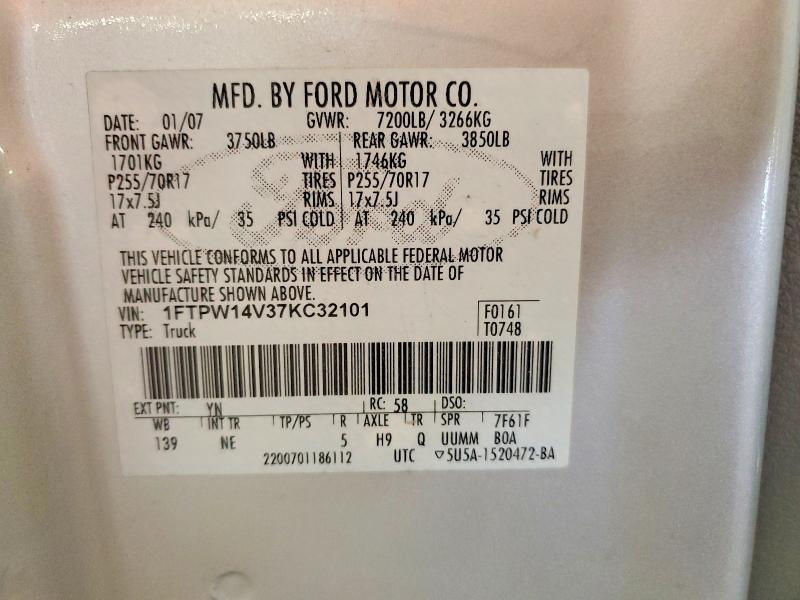 MFD. BY FORD MOTOR CO.
DATE: 01/07 GVWR: 7200LB/ 3266KG
FRONT GAWR: 3750LB REAR GAWR: 3850LB
1701KG WITH 1746KG WITH
P255/70R17 TIRES P255/70R17 TIRES
17x7.5J RIMS 17x7.5J RIMS
AT 240 kPa/ 35 PSI COLD AT 240 kPa/ 35 PSI COLD
THIS VEHICLE CONFORMS TO ALL APPLICABLE FEDERAL MOTOR
VEHICLE SAFETY STANDARDS IN EFFECT ON THE DATE OF
MANUFACTURE SHOWN ABOVE.
VIN: 1FTPW14V37KC32101 F0161
TYPE: Truck T0748
EXT PNT: YN RC: 58 DSO:
WB INT TR TP/PS R AXLE TR SPR 7F61F
139 NE 5 H9 Q UUMM BOA
2200701186112 UTC ▽5U5A-1520472-BA